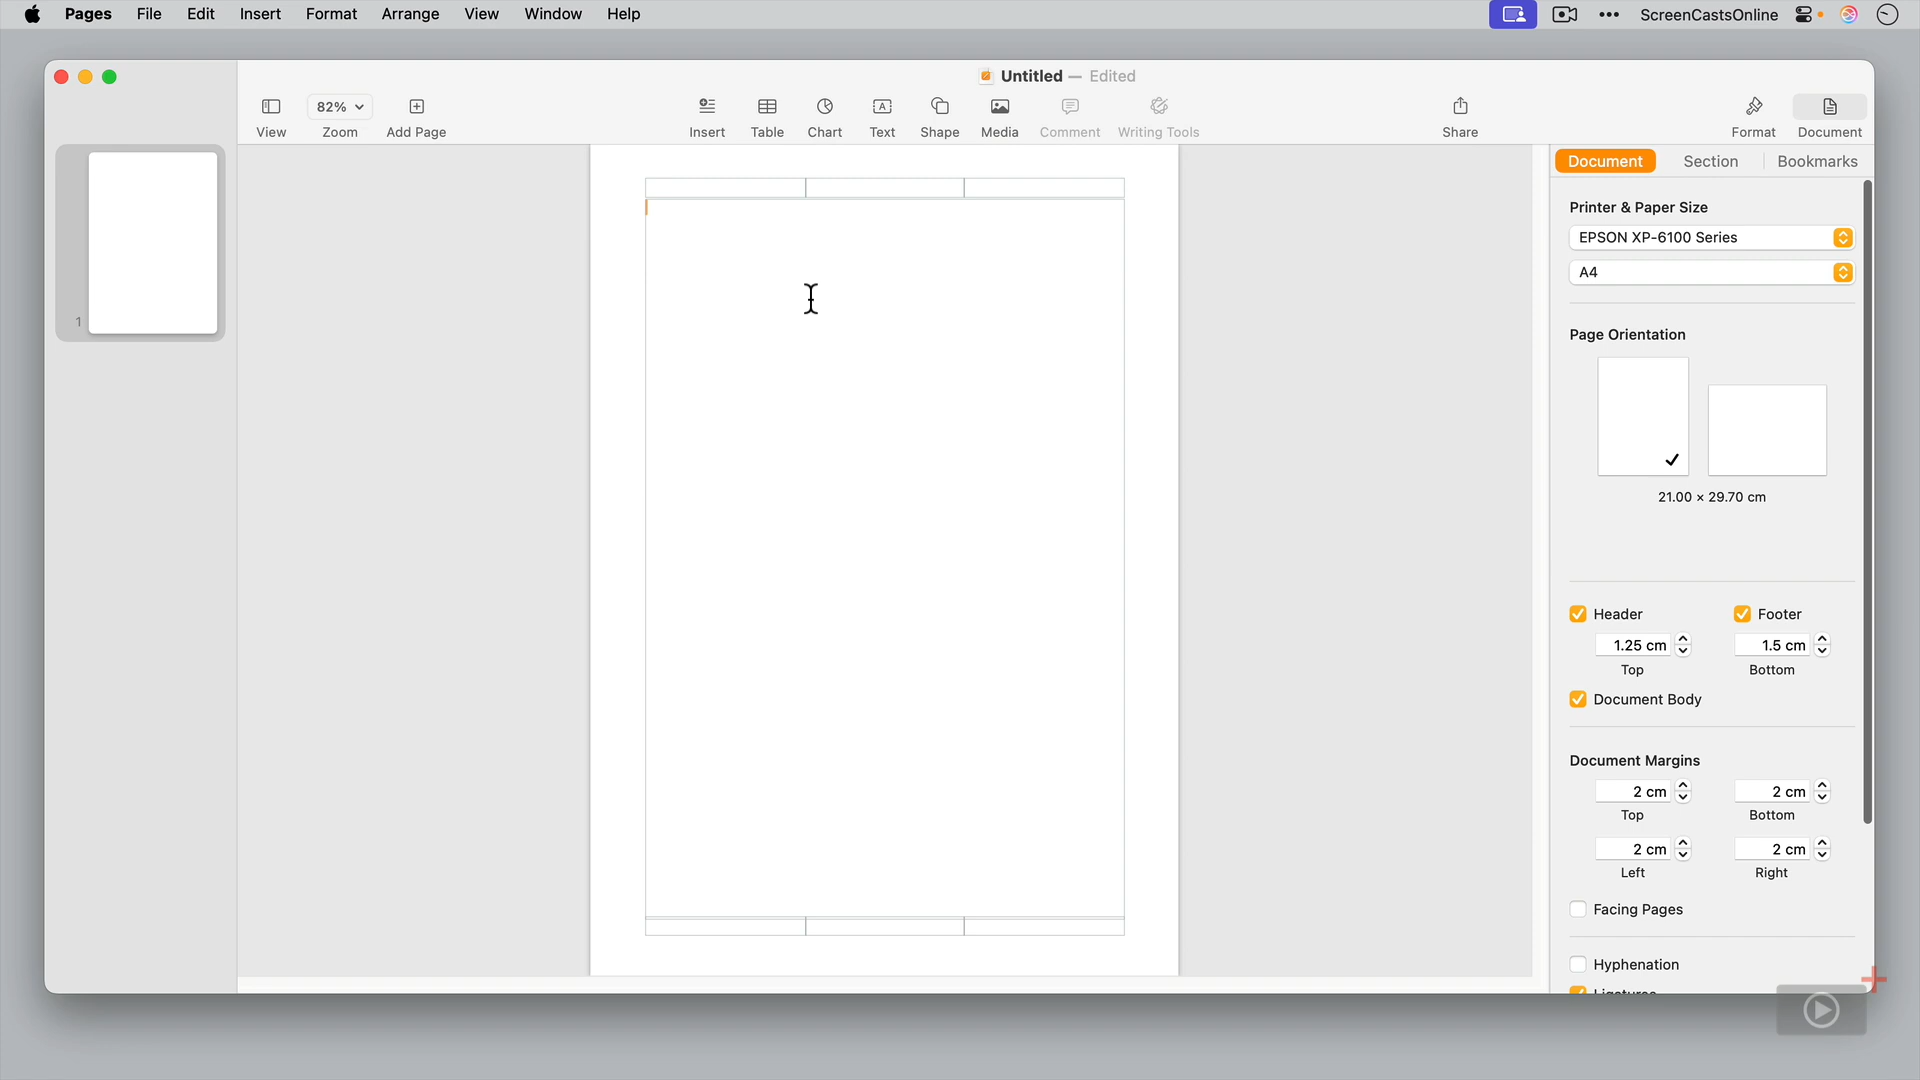 Pages File Edit Insert Format Arrange View Window Help ScreenCastsOnline
Untitled — Edited
82%
View Zoom Add Page Insert Table Chart Text Shape Media Comment Writing Tools Share Format Document
Document Section Bookmarks
1
Printer & Paper Size
EPSON XP-6100 Series
A4
Page Orientation
21.00 × 29.70 cm
Header Footer
1.25 cm 1.5 cm
Top Bottom
Document Body
Document Margins
2 cm 2 cm
Top Bottom
2 cm 2 cm
Left Right
Facing Pages
Hyphenation
Ligatures